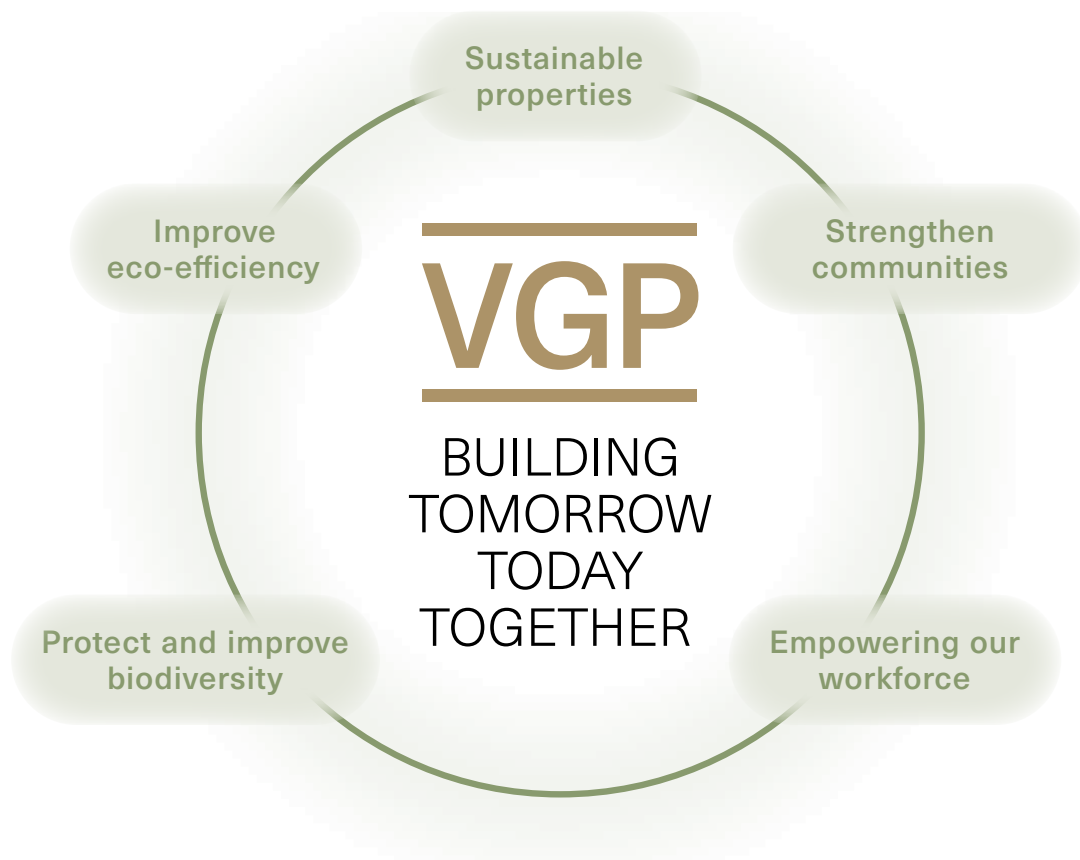 Sustainable
properties
Improve
eco-efficiency
Strengthen
communities
VGP
BUILDING
TOMORROW
TODAY
TOGETHER
Protect and improve
biodiversity
Empowering our
workforce